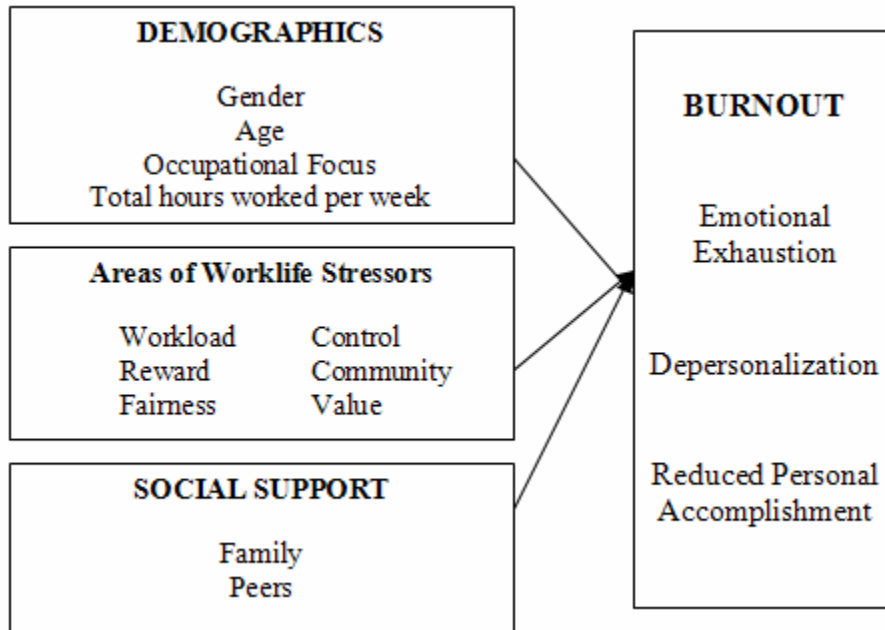 DEMOGRAPHICS
Gender
Age
Occupational Focus
Total hours worked per week
Areas of Worklife Stressors
Workload Control
Reward Community
Fairness Value
SOCIAL SUPPORT
Family
Peers
BURNOUT
Emotional
Exhaustion
Depersonalization
Reduced Personal
Accomplishment